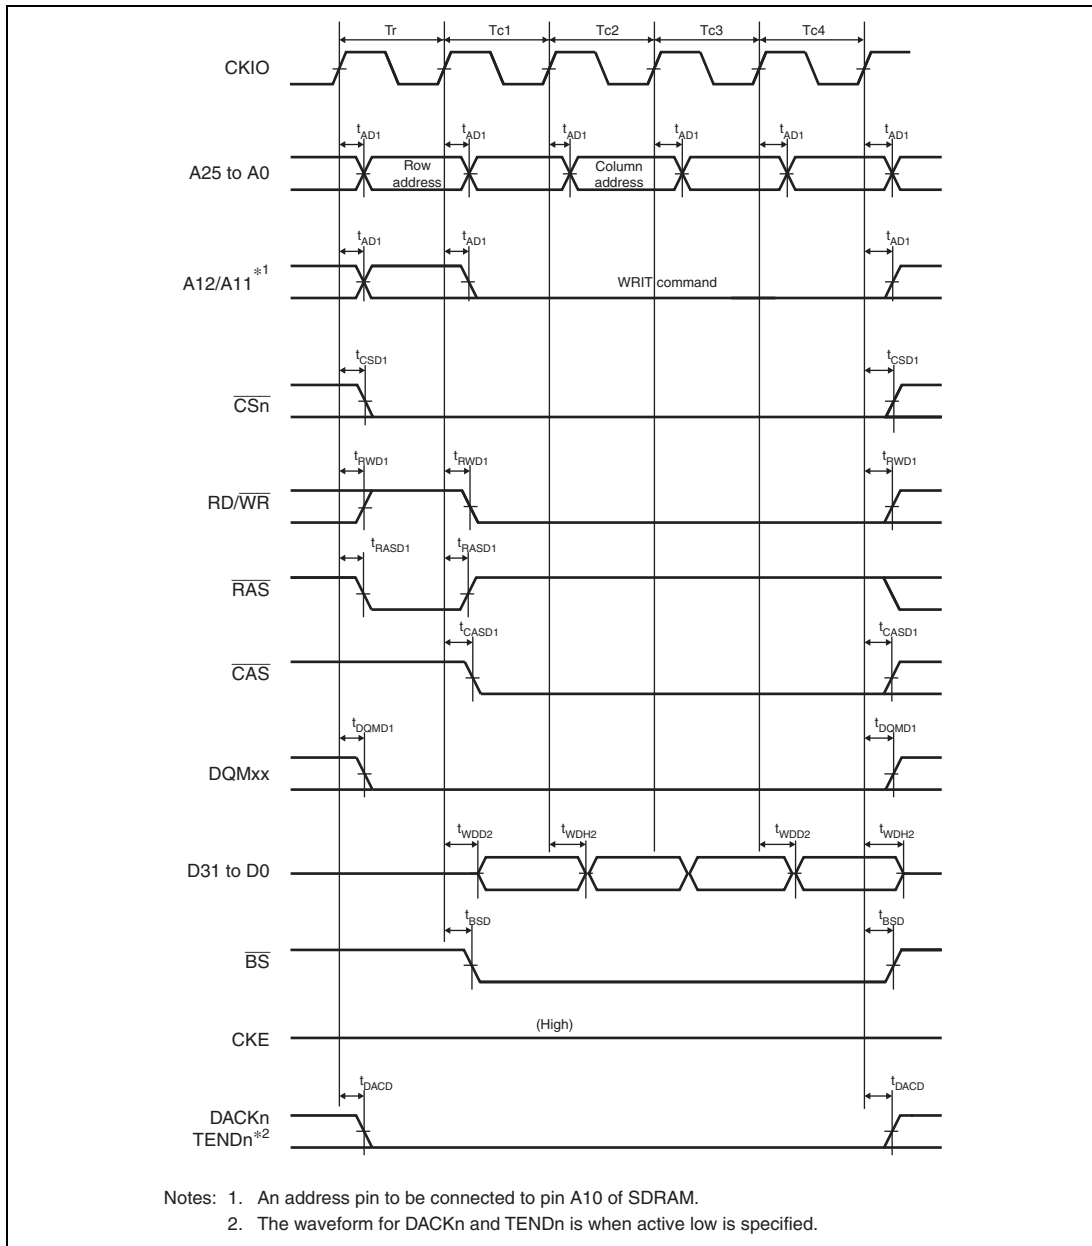 Tr Tc1 Tc2 Tc3 Tc4
CKIO
tAD1 tAD1 tAD1 tAD1 tAD1 tAD1
A25 to A0
Row address
Column address
tAD1 tAD1 tAD1
A12/A11*1
WRIT command
tCSD1 tCSD1
CSn
tRWD1 tRWD1 tRWD1
RD/WR
tRASD1 tRASD1
RAS
tCASD1 tCASD1
CAS
tDQMD1 tDQMD1
DQMxx
tWDD2 tWDH2 tWDD2 tWDH2
D31 to D0
tBSD tBSD
BS
(High)
CKE
tDACD tDACD
DACKn
TENDn*2
Notes: 1. An address pin to be connected to pin A10 of SDRAM.
2. The waveform for DACKn and TENDn is when active low is specified.